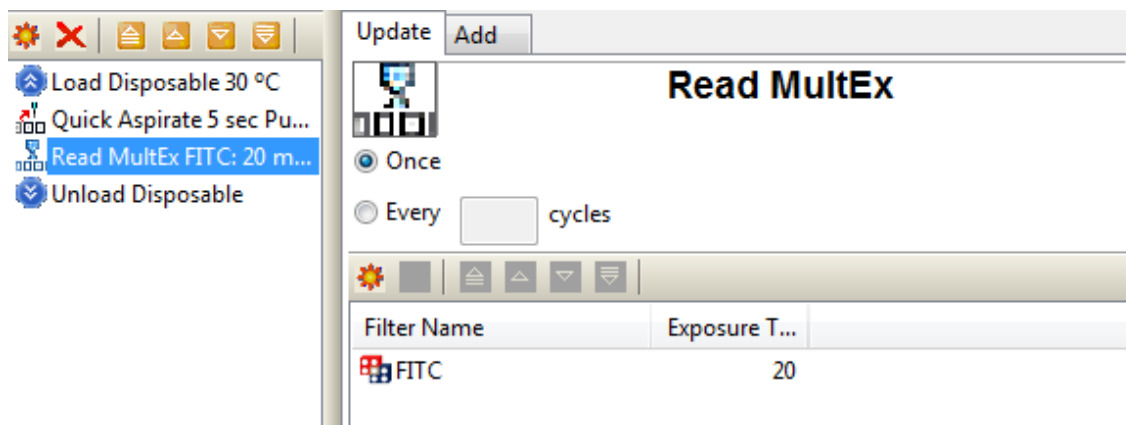 Load Disposable 30 ºC
Quick Aspirate 5 sec Pu...
Read MultEx FITC: 20 m...
Unload Disposable
Update Add
Read MultEx
Once
Every cycles
Filter Name Exposure T...
FITC 20